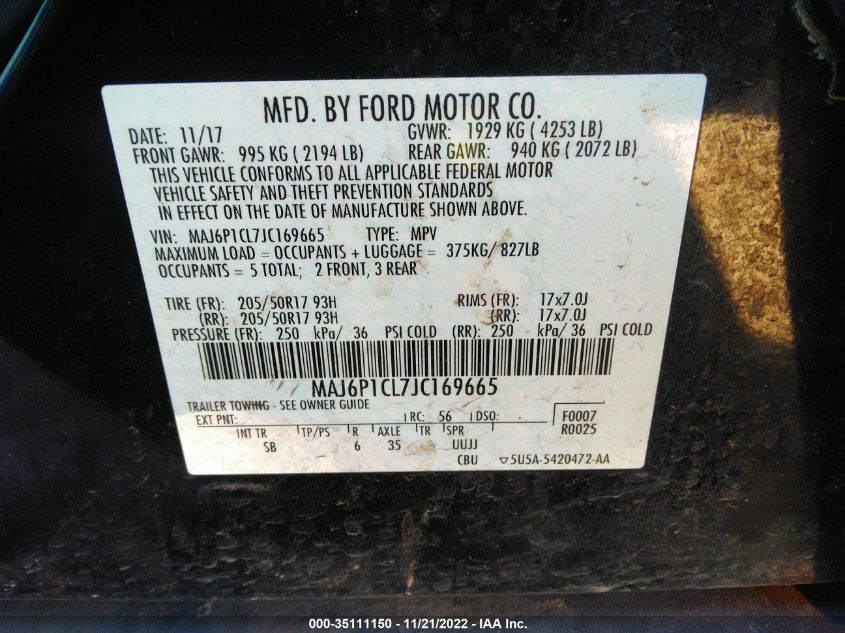 MFD. BY FORD MOTOR CO.
DATE: 11/17 GVWR: 1929 KG ( 4253 LB)
FRONT GAWR: 995 KG ( 2194 LB) REAR GAWR: 940 KG ( 2072 LB)
THIS VEHICLE CONFORMS TO ALL APPLICABLE FEDERAL MOTOR
VEHICLE SAFETY AND THEFT PREVENTION STANDARDS
IN EFFECT ON THE DATE OF MANUFACTURE SHOWN ABOVE.
VIN: MAJ6P1CL7JC169665 TYPE: MPV
MAXIMUM LOAD = OCCUPANTS + LUGGAGE = 375KG/ 827LB
OCCUPANTS = 5 TOTAL; 2 FRONT, 3 REAR
TIRE (FR): 205/50R17 93H RIMS (FR): 17x7.0J
(RR): 205/50R17 93H (RR): 17x7.0J
PRESSURE (FR): 250 kPa/ 36 PSI COLD (RR): 250 kPa/ 36 PSI COLD
MAJ6P1CL7JC169665
TRAILER TOWING - SEE OWNER GUIDE
EXT PNT: RC: 56 DSO: F0007
INT TR TP/PS R AXLE TR SPR R0025
SB 6 35 UUJJ
CBU ▽5U5A-5420472-AA
000-35111150 - 11/21/2022 - IAA Inc.